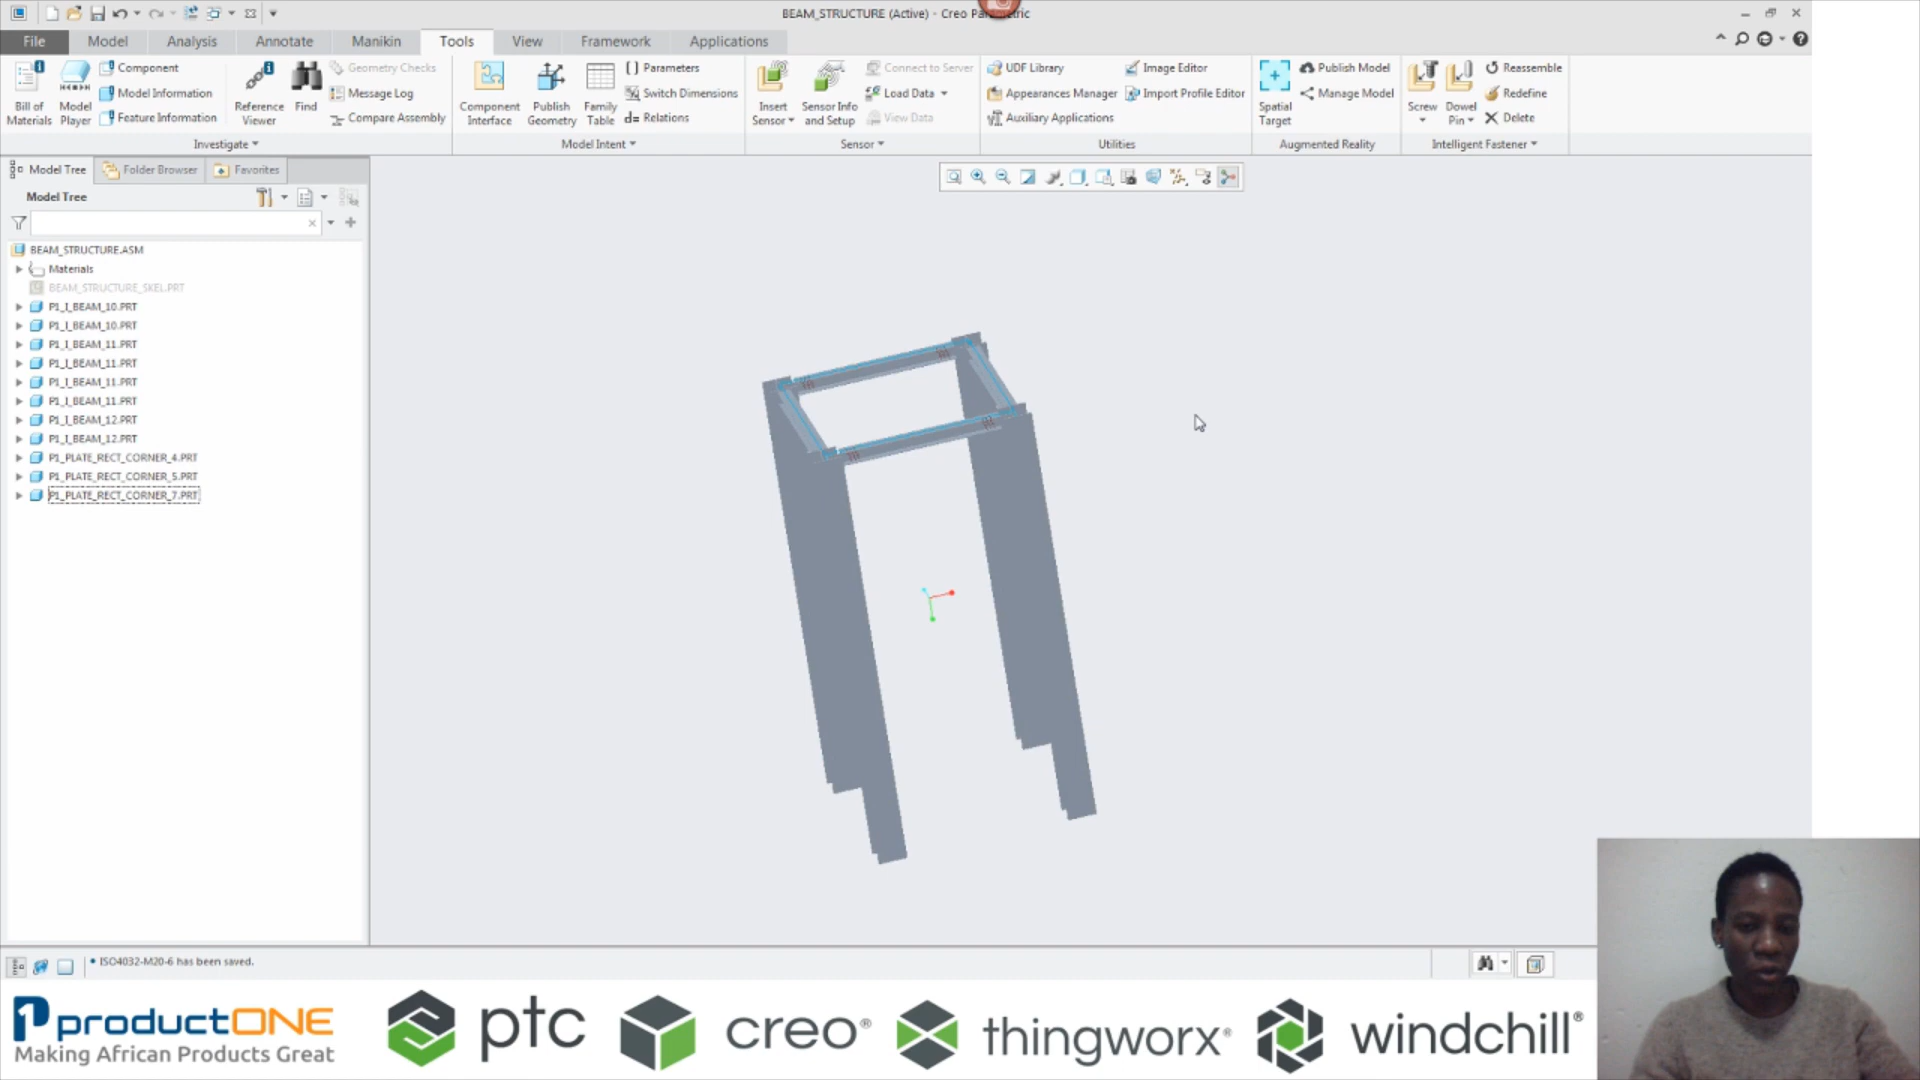 BEAM_STRUCTURE (Active) - Creo Parametric
File Model Analysis Annotate Manikin Tools View Framework Applications
Bill of Materials
Model Player
Component
Model Information
Feature Information
Reference Viewer
Find
Geometry Checks
Message Log
Compare Assembly
Investigate
Component Interface
Publish Geometry
Family Table
Parameters
Switch Dimensions
d= Relations
Model Intent
Insert Sensor
Sensor Info and Setup
Connect to Server
Load Data
View Data
Sensor
UDF Library
Appearances Manager
Auxiliary Applications
Image Editor
Import Profile Editor
Utilities
Spatial Target
Publish Model
Manage Model
Augmented Reality
Screw
Dowel Pin
Reassemble
Redefine
Delete
Intelligent Fastener
Model Tree Folder Browser Favorites
Model Tree
BEAM_STRUCTURE.ASM
Materials
BEAM_STRUCTURE_SKEL.PRT
P1_I_BEAM_10.PRT
P1_I_BEAM_10.PRT
P1_I_BEAM_11.PRT
P1_I_BEAM_11.PRT
P1_I_BEAM_11.PRT
P1_I_BEAM_11.PRT
P1_I_BEAM_12.PRT
P1_I_BEAM_12.PRT
P1_PLATE_RECT_CORNER_4.PRT
P1_PLATE_RECT_CORNER_5.PRT
P1_PLATE_RECT_CORNER_7.PRT
• ISO4032-M20-6 has been saved.
productONE
Making African Products Great
ptc
creo®
thingworx®
windchill®